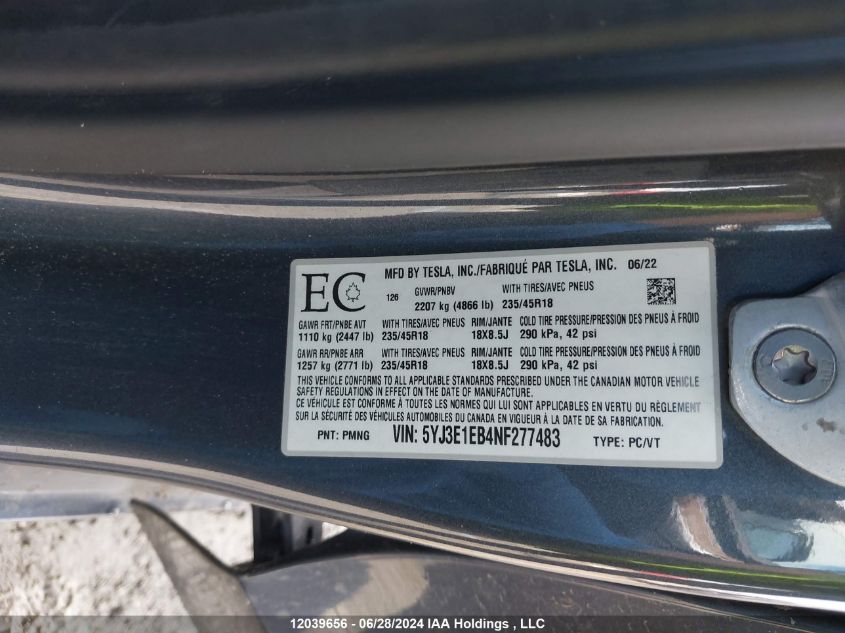 EC
MFD BY TESLA, INC./FABRIQUÉ PAR TESLA, INC. 06/22
126 GVWR/PNBV WITH TIRES/AVEC PNEUS
2207 kg (4866 lb) 235/45R18
GAWR FRT/PNBE AVT WITH TIRES/AVEC PNEUS RIM/JANTE COLD TIRE PRESSURE/PRESSION DES PNEUS À FROID
1110 kg (2447 lb) 235/45R18 18X8.5J 290 kPa, 42 psi
GAWR RR/PNBE ARR WITH TIRES/AVEC PNEUS RIM/JANTE COLD TIRE PRESSURE/PRESSION DES PNEUS À FROID
1257 kg (2771 lb) 235/45R18 18X8.5J 290 kPa, 42 psi
THIS VEHICLE CONFORMS TO ALL APPLICABLE STANDARDS PRESCRIBED UNDER THE CANADIAN MOTOR VEHICLE
SAFETY REGULATIONS IN EFFECT ON THE DATE OF MANUFACTURE.
CE VÉHICULE EST CONFORME À TOUTES LES NORMES QUI LUI SONT APPLICABLES EN VERTU DU RÈGLEMENT
SUR LA SÉCURITÉ DES VÉHICULES AUTOMOBILES DU CANADA EN VIGUEUR À LA DATE DE SA FABRICATION.
PNT: PMNG VIN: 5YJ3E1EB4NF277483 TYPE: PC/VT
12039656 - 06/28/2024 IAA Holdings , LLC